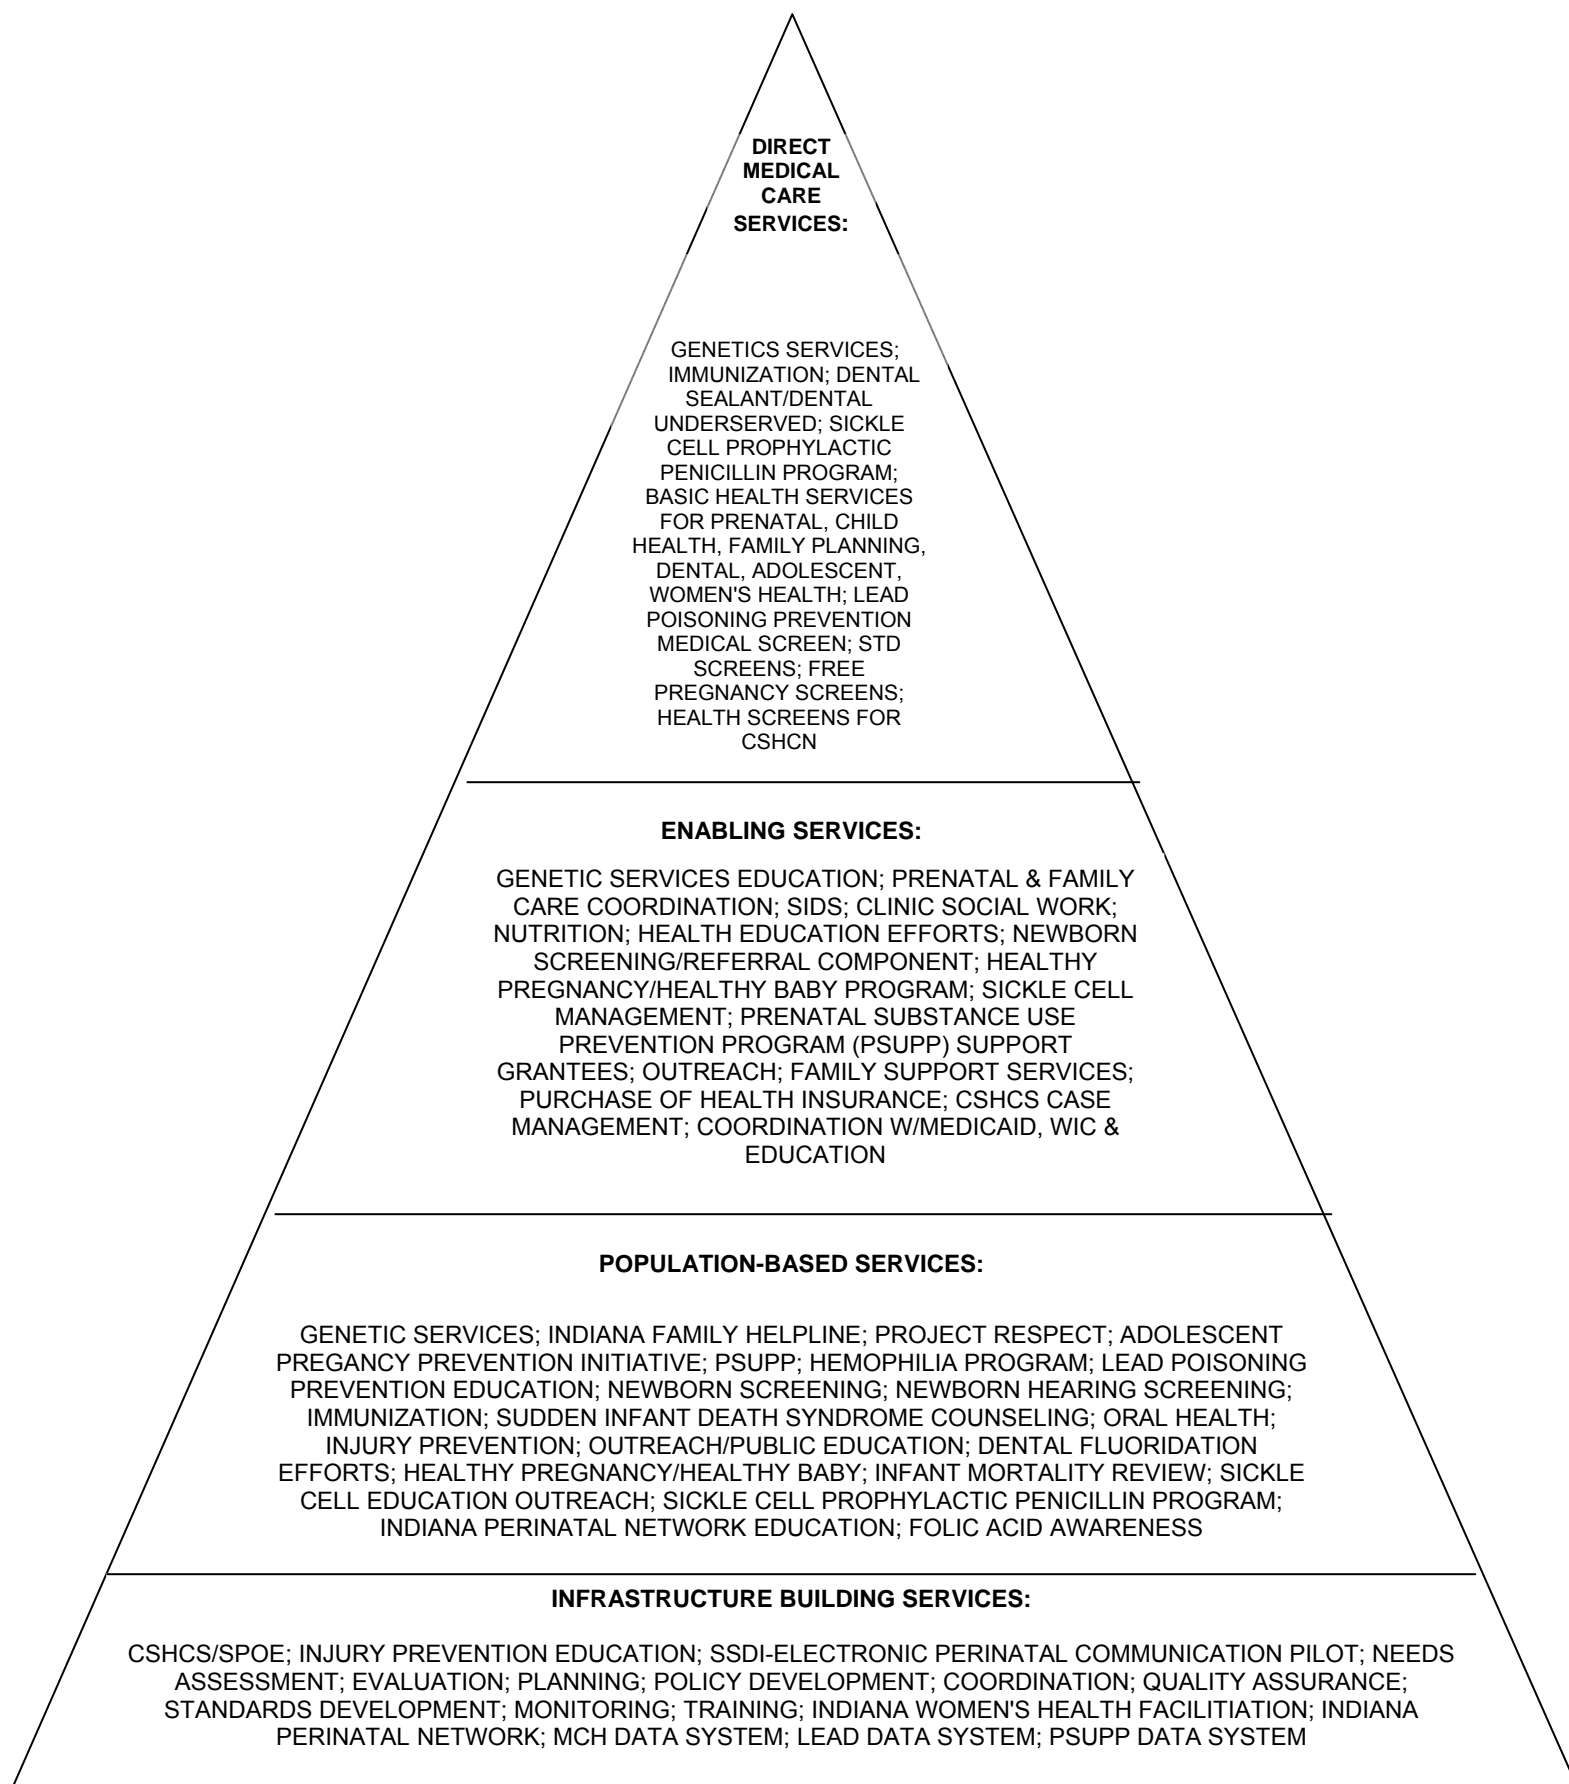 DIRECT
MEDICAL
CARE
SERVICES:
GENETICS SERVICES;
IMMUNIZATION; DENTAL
SEALANT/DENTAL
UNDERSERVED; SICKLE
CELL PROPHYLACTIC
PENICILLIN PROGRAM;
BASIC HEALTH SERVICES
FOR PRENATAL, CHILD
HEALTH, FAMILY PLANNING,
DENTAL, ADOLESCENT,
WOMEN'S HEALTH; LEAD
POISONING PREVENTION
MEDICAL SCREEN; STD
SCREENS; FREE
PREGNANCY SCREENS;
HEALTH SCREENS FOR
CSHCN
ENABLING SERVICES:
GENETIC SERVICES EDUCATION; PRENATAL & FAMILY
CARE COORDINATION; SIDS; CLINIC SOCIAL WORK;
NUTRITION; HEALTH EDUCATION EFFORTS; NEWBORN
SCREENING/REFERRAL COMPONENT; HEALTHY
PREGNANCY/HEALTHY BABY PROGRAM; SICKLE CELL
MANAGEMENT; PRENATAL SUBSTANCE USE
PREVENTION PROGRAM (PSUPP) SUPPORT
GRANTEES; OUTREACH; FAMILY SUPPORT SERVICES;
PURCHASE OF HEALTH INSURANCE; CSHCS CASE
MANAGEMENT; COORDINATION W/MEDICAID, WIC &
EDUCATION
POPULATION-BASED SERVICES:
GENETIC SERVICES; INDIANA FAMILY HELPLINE; PROJECT RESPECT; ADOLESCENT
PREGANCY PREVENTION INITIATIVE; PSUPP; HEMOPHILIA PROGRAM; LEAD POISONING
PREVENTION EDUCATION; NEWBORN SCREENING; NEWBORN HEARING SCREENING;
IMMUNIZATION; SUDDEN INFANT DEATH SYNDROME COUNSELING; ORAL HEALTH;
INJURY PREVENTION; OUTREACH/PUBLIC EDUCATION; DENTAL FLUORIDATION
EFFORTS; HEALTHY PREGNANCY/HEALTHY BABY; INFANT MORTALITY REVIEW; SICKLE
CELL EDUCATION OUTREACH; SICKLE CELL PROPHYLACTIC PENICILLIN PROGRAM;
INDIANA PERINATAL NETWORK EDUCATION; FOLIC ACID AWARENESS
INFRASTRUCTURE BUILDING SERVICES:
CSHCS/SPOE; INJURY PREVENTION EDUCATION; SSDI-ELECTRONIC PERINATAL COMMUNICATION PILOT; NEEDS
ASSESSMENT; EVALUATION; PLANNING; POLICY DEVELOPMENT; COORDINATION; QUALITY ASSURANCE;
STANDARDS DEVELOPMENT; MONITORING; TRAINING; INDIANA WOMEN'S HEALTH FACILITIATION; INDIANA
PERINATAL NETWORK; MCH DATA SYSTEM; LEAD DATA SYSTEM; PSUPP DATA SYSTEM